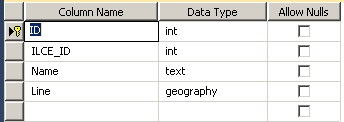 Column Name Data Type Allow Nulls
ID int
ILCE_ID int
Name text
Line geography